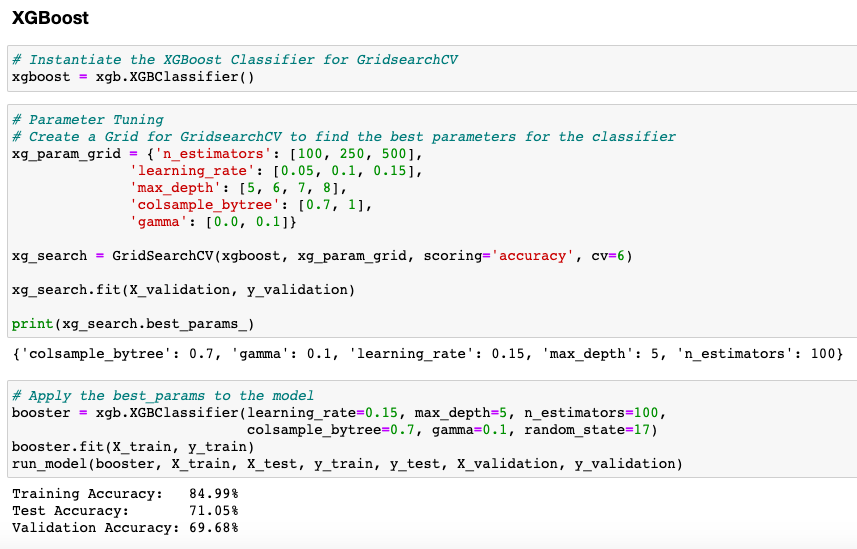 XGBoost
# Instantiate the XGBoost Classifier for GridsearchCV
xgboost = xgb.XGBClassifier()
# Parameter Tuning
# Create a Grid for GridsearchCV to find the best parameters for the classifier
xg_param_grid = {'n_estimators': [100, 250, 500],
'learning_rate': [0.05, 0.1, 0.15],
'max_depth': [5, 6, 7, 8],
'colsample_bytree': [0.7, 1],
'gamma': [0.0, 0.1]}
xg_search = GridSearchCV(xgboost, xg_param_grid, scoring='accuracy', cv=6)
xg_search.fit(X_validation, y_validation)
print(xg_search.best_params_)
{'colsample_bytree': 0.7, 'gamma': 0.1, 'learning_rate': 0.15, 'max_depth': 5, 'n_estimators': 100}
# Apply the best_params to the model
booster = xgb.XGBClassifier(learning_rate=0.15, max_depth=5, n_estimators=100,
colsample_bytree=0.7, gamma=0.1, random_state=17)
booster.fit(X_train, y_train)
run_model(booster, X_train, X_test, y_train, y_test, X_validation, y_validation)
Training Accuracy: 84.99%
Test Accuracy: 71.05%
Validation Accuracy: 69.68%